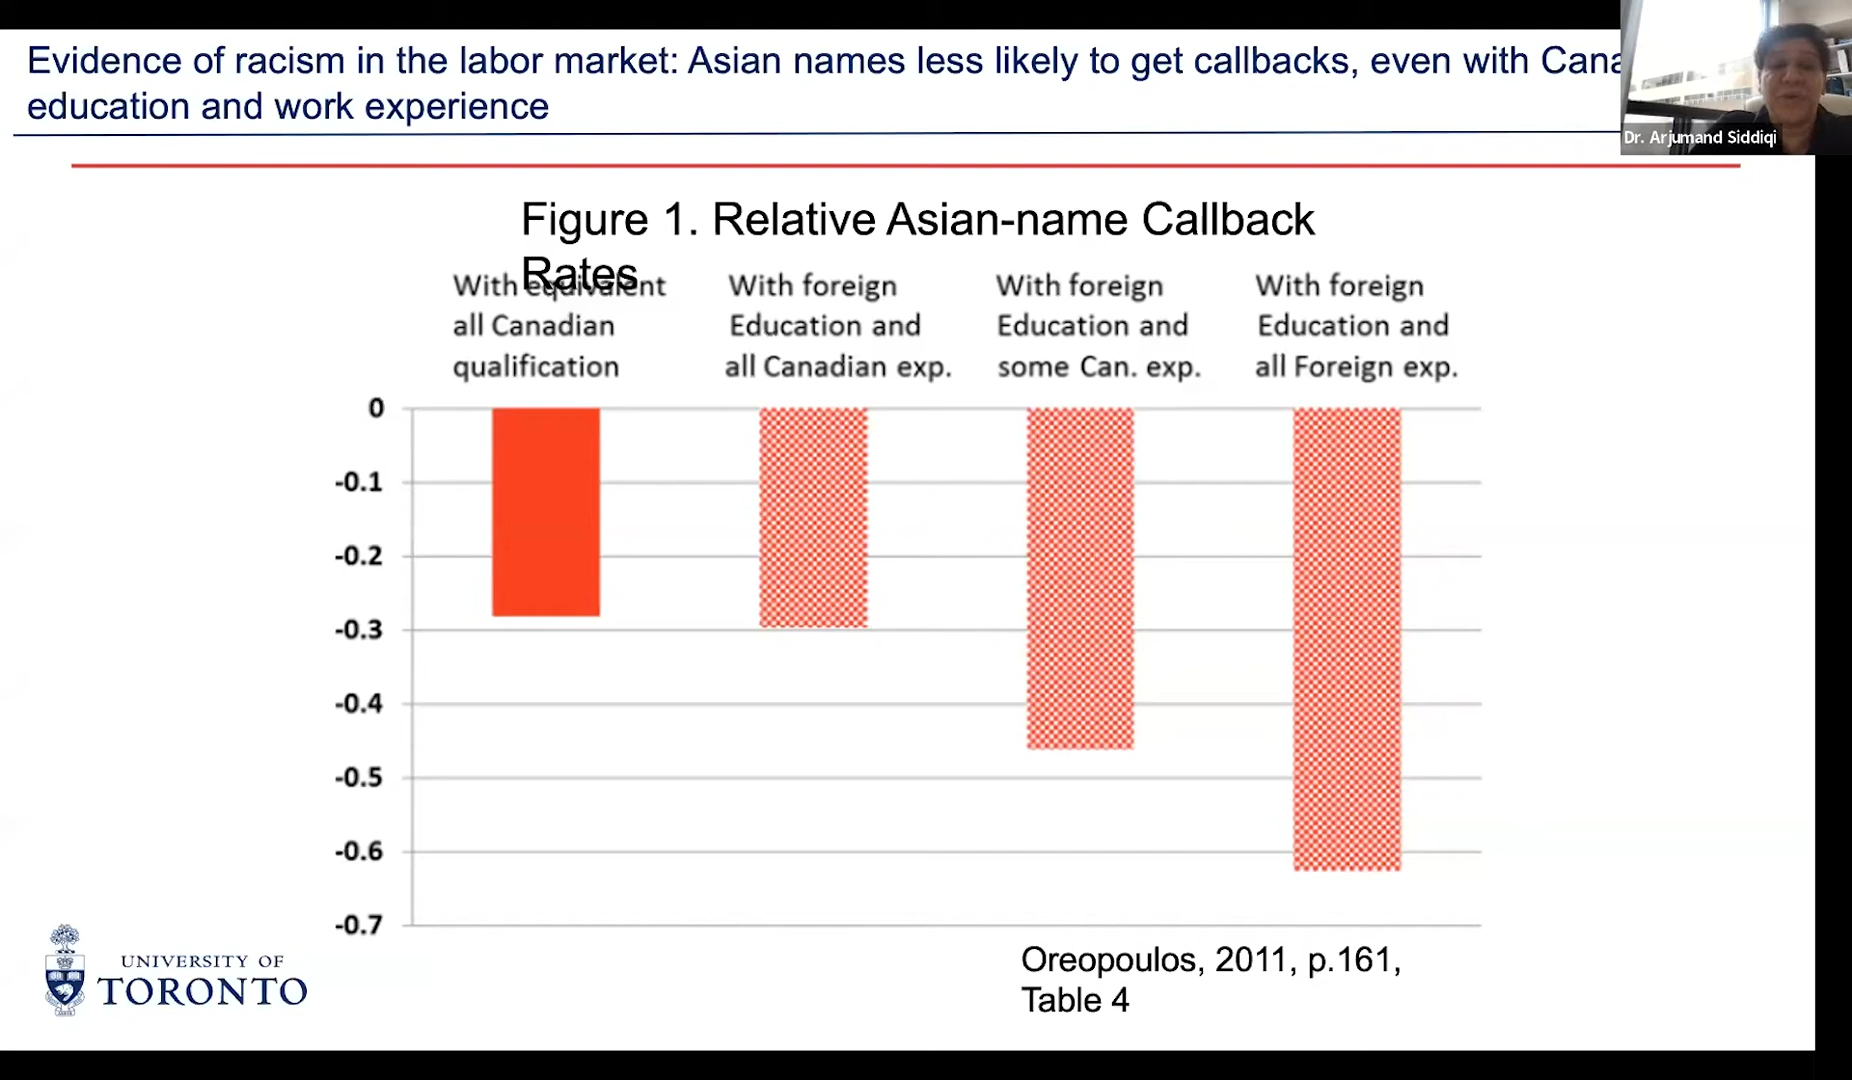 Evidence of racism in the labor market: Asian names less likely to get callbacks, even with Cana
education and work experience
Dr. Arjumand Siddiqi
Figure 1. Relative Asian-name Callback
Rates
With equivalent
all Canadian
qualification
With foreign
Education and
all Canadian exp.
With foreign
Education and
some Can. exp.
With foreign
Education and
all Foreign exp.
0
-0.1
-0.2
-0.3
-0.4
-0.5
-0.6
-0.7
UNIVERSITY OF
TORONTO
Oreopoulos, 2011, p.161,
Table 4